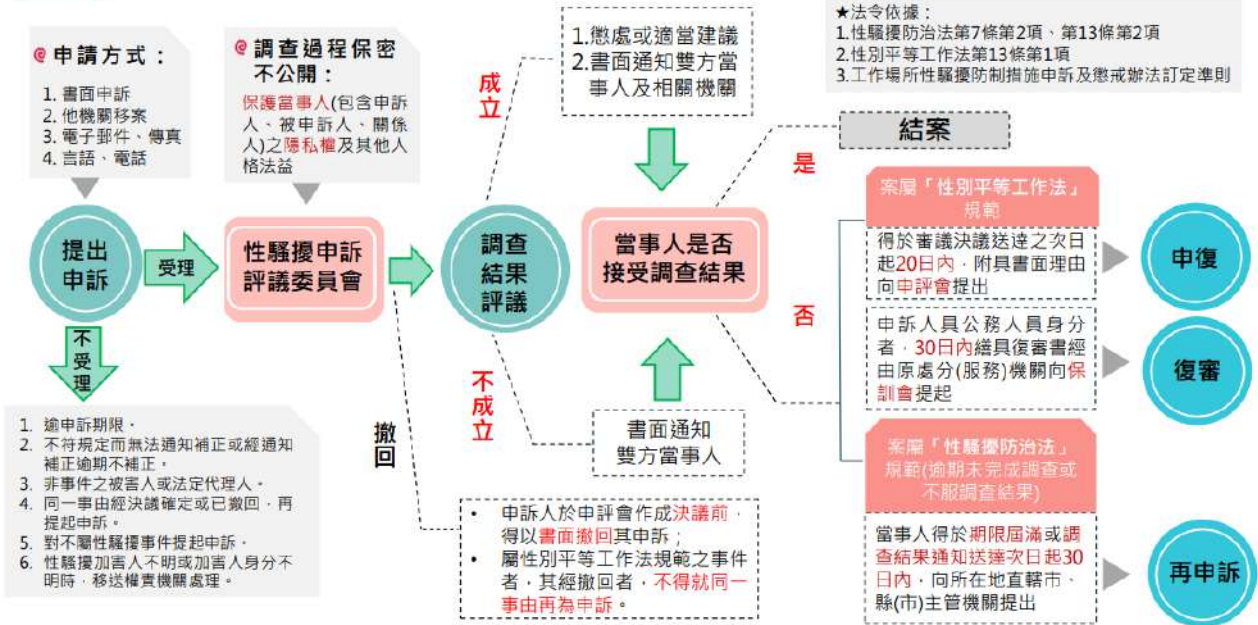 申請方式：
1. 書面申訴
2. 他機關移案
3. 電子郵件、傳真
4. 言語、電話
調查過程保密
不公開：
保護當事人(包含申訴
人、被申訴人、關係
人)之隱私權及其他人
格法益
1.懲處或適當建議
2.書面通知雙方當
事人及相關機關
★法令依據：
1.性騷擾防治法第7條第2項、第13條第2項
2.性別平等工作法第13條第1項
3.工作場所性騷擾防制措施申訴及懲戒辦法訂定準則
提出
申訴
受理
性騷擾申訴
評議委員會
調查
結果
評議
成立
不成立
當事人是否
接受調查結果
是
結案
否
案屬「性別平等工作法」
規範
得於審議決議送達之次日
起20日內，附具書面理由
向申評會提出
申復
申訴人具公務人員身分
者，30日內繕具復審書經
由原處分(服務)機關向保
訓會提起
復審
案屬「性騷擾防治法」
規範(逾期未完成調查或
不服調查結果)
當事人得於期限屆滿或調
查結果通知送達次日起30
日內，向所在地直轄市、
縣(市)主管機關提出
再申訴
不受理
1. 逾申訴期限。
2. 不符規定而無法通知補正或經通知
補正逾期不補正。
3. 非事件之被害人或法定代理人。
4. 同一事由經決議確定或已撤回，再
提起申訴。
5. 對不屬性騷擾事件提起申訴。
6. 性騷擾加害人不明或加害人身分不
明時，移送權責機關處理。
撤回
書面通知
雙方當事人
• 申訴人於申評會作成決議前，
得以書面撤回其申訴；
• 屬性別平等工作法規範之事件
者，其經撤回者，不得就同一
事由再為申訴。